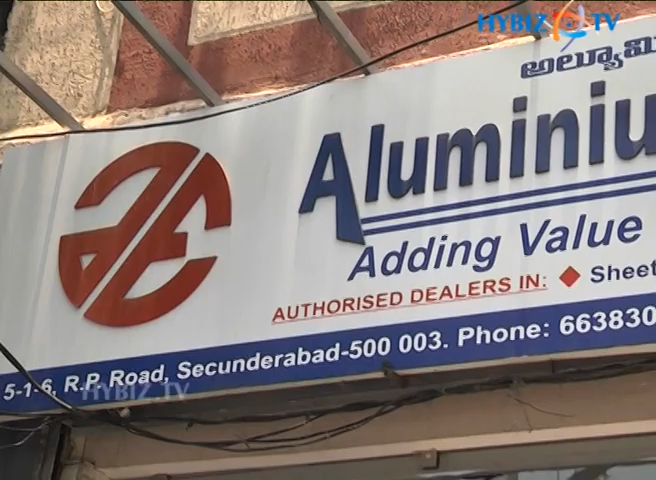 HYBIZ TV
అల్యూమి
Aluminiu
Adding Value
AUTHORISED DEALERS IN: Sheet
5-1-6, R.P. Road, Secunderabad-500 003. Phone: 663830
HYBIZ TV